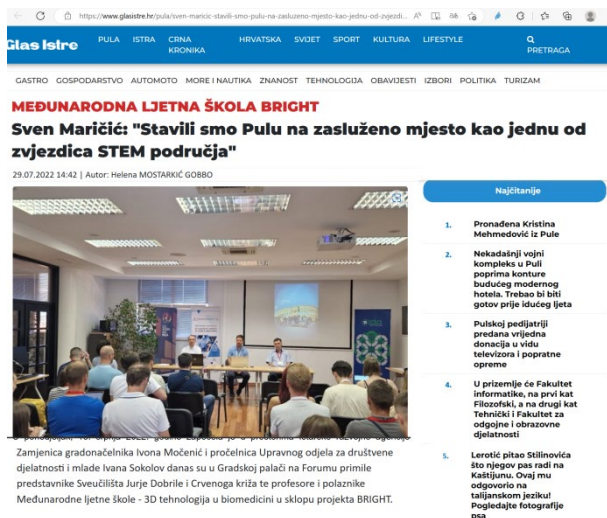 https://www.glasistre.hr/pula/sven-maricic-stavili-smo-pulu-na-zasluzeno-mjesto-kao-jednu-od-zvjezdi...
Glas Istre
PULA ISTRA CRNA KRONIKA HRVATSKA SVIJET SPORT KULTURA LIFESTYLE PRETRAGA
GASTRO GOSPODARSTVO AUTOMOTO MORE I NAUTIKA ZNANOST TEHNOLOGIJA OBAVIJESTI IZBORI POLITIKA TURIZAM
MEĐUNARODNA LJETNA ŠKOLA BRIGHT
Sven Maričić: "Stavili smo Pulu na zasluženo mjesto kao jednu od
zvjezdica STEM područja"
29.07.2022 14:42 | Autor: Helena MOSTARKIĆ GOBBO
Zamjenica gradonačelnika Ivona Močenić i pročelnica Upravnog odjela za društvene
djelatnosti i mlade Ivana Sokolov danas su u Gradskoj palači na Forumu primile
predstavnike Sveučilišta Jurje Dobrile i Crvenoga križa te profesore i polaznike
Međunarodne ljetne škole - 3D tehnologija u biomedicini u sklopu projekta BRIGHT.
Najčitanije
1. Pronađena Kristina
Mehmedović iz Pule
2. Nekadašnji vojni
kompleks u Puli
poprima konture
budućeg modernog
hotela. Trebao bi biti
gotov prije idućeg ljeta
3. Pulskoj pedijatriji
predana vrijedna
donacija u vidu
televizora i popratne
opreme
4. U prizemlje će Fakultet
informatike, na prvi kat
Filozofski, a na drugi kat
Tehnički i Fakultet za
odgojne i obrazovne
djelatnosti
5. Lerotić pitao Stilinovića
što njegov pas radi na
Kaštijunu. Ovaj mu
odgovorio na
talijanskom jeziku!
Pogledajte fotografije
psa